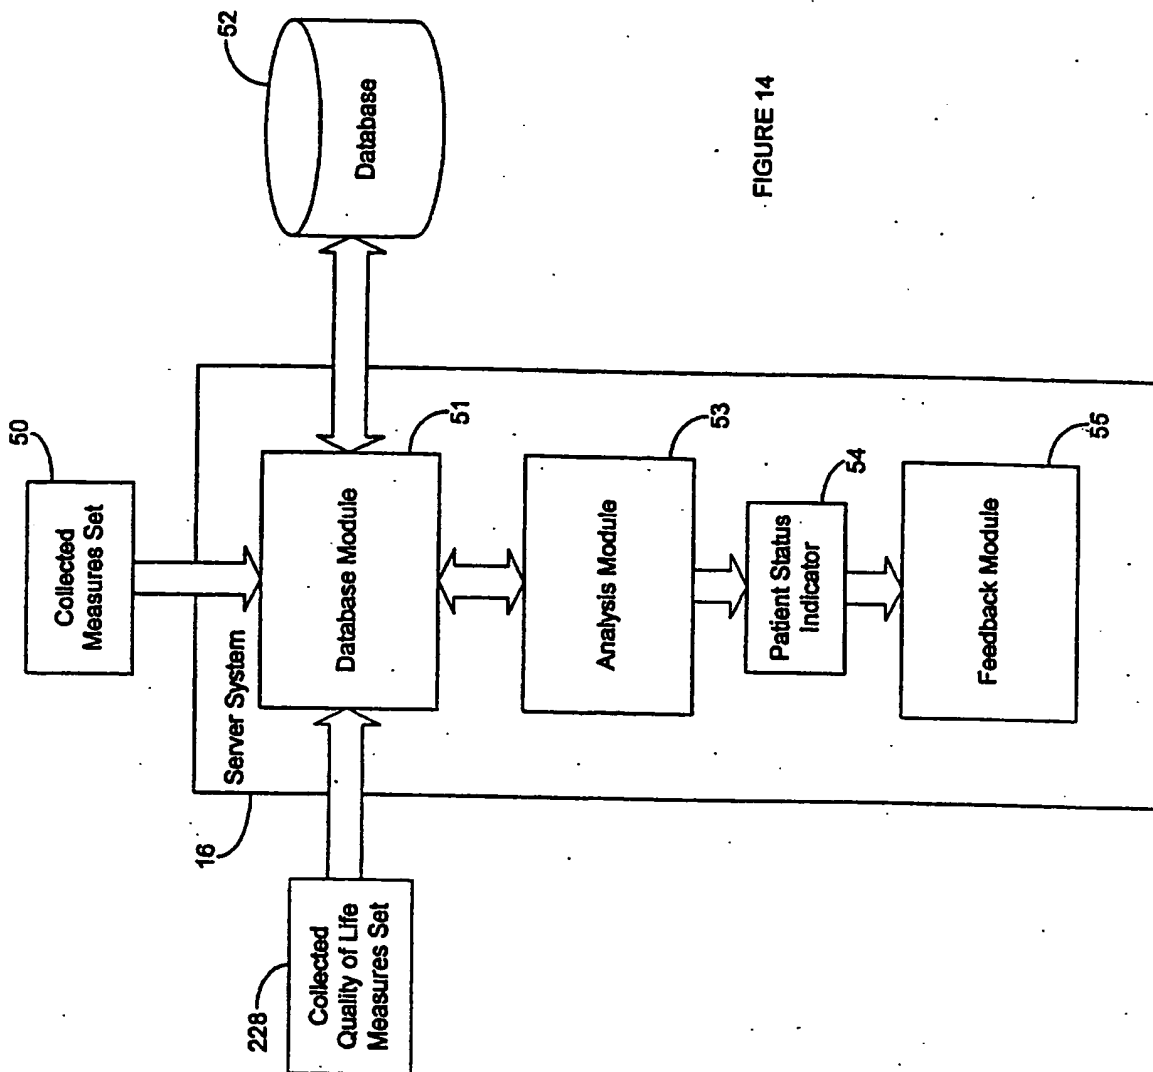 50
Collected
Measures Set
52
Database
16
Server System
228
Collected
Quality of Life
Measures Set
51
Database Module
53
Analysis Module
54
Patient Status
Indicator
55
Feedback Module
FIGURE 14